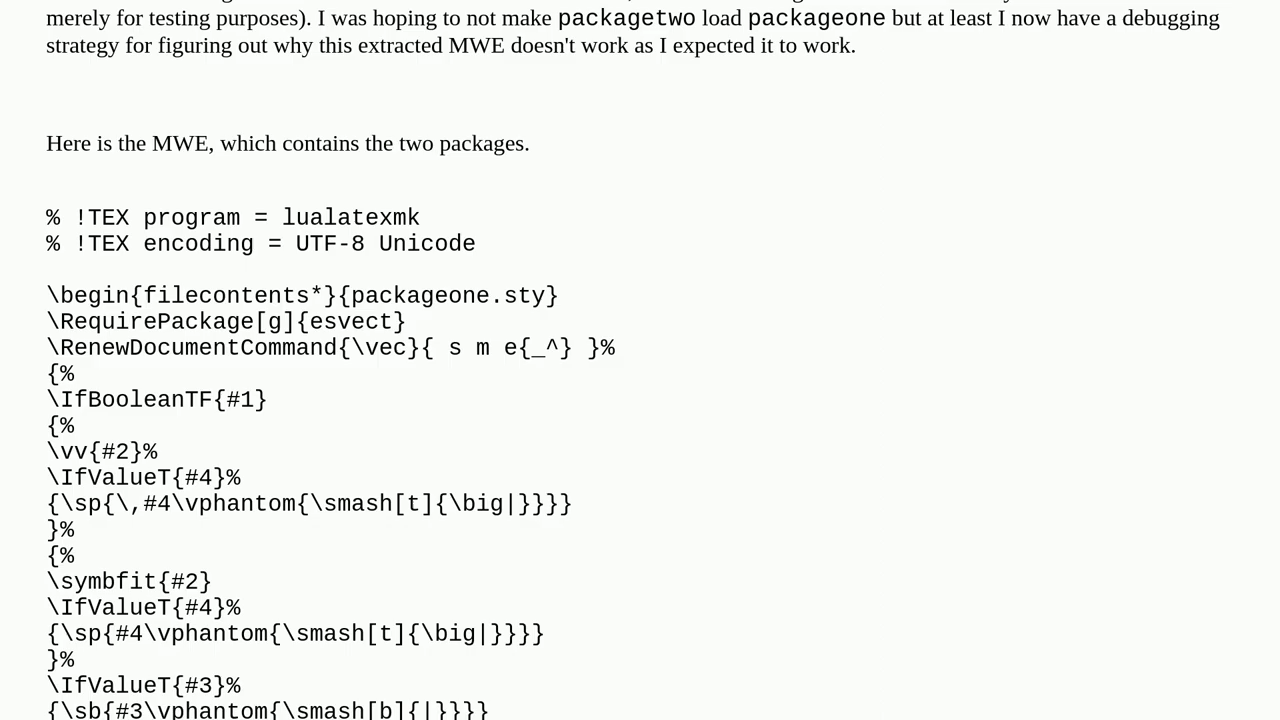 merely for testing purposes). I was hoping to not make packagetwo load packageone but at least I now have a debugging
strategy for figuring out why this extracted MWE doesn't work as I expected it to work.
Here is the MWE, which contains the two packages.
% !TEX program = lualatexmk
% !TEX encoding = UTF-8 Unicode
\begin{filecontents*}{packageone.sty}
\RequirePackage[g]{esvect}
\RenewDocumentCommand{\vec}{ s m e{_^} }%
{%
\IfBooleanTF{#1}
{%
\vv{#2}%
\IfValueT{#4}%
{\sp{\,#4\vphantom{\smash[t]{\big|}}}}
}%
{%
\symbfit{#2}
\IfValueT{#4}%
{\sp{#4\vphantom{\smash[t]{\big|}}}}
}%
\IfValueT{#3}%
{\sb{#3\vphantom{\smash[b]{|}}}}